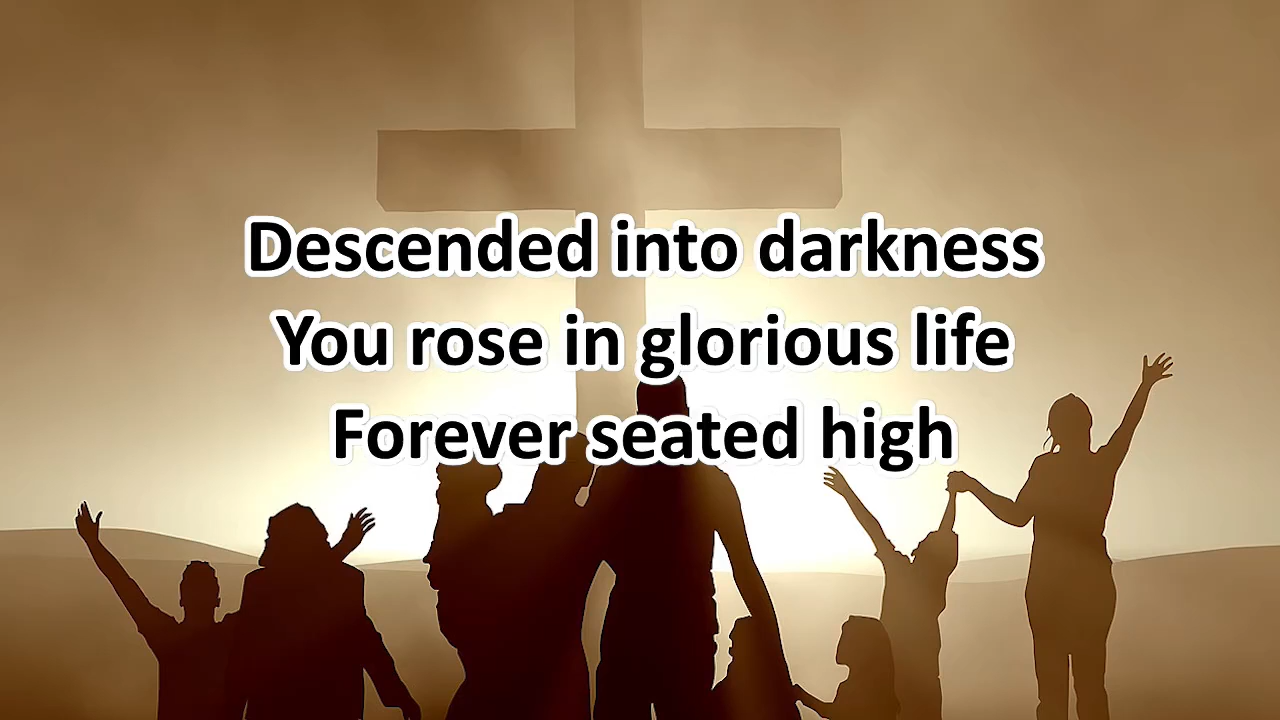 Descended into darkness
You rose in glorious life
Forever seated high